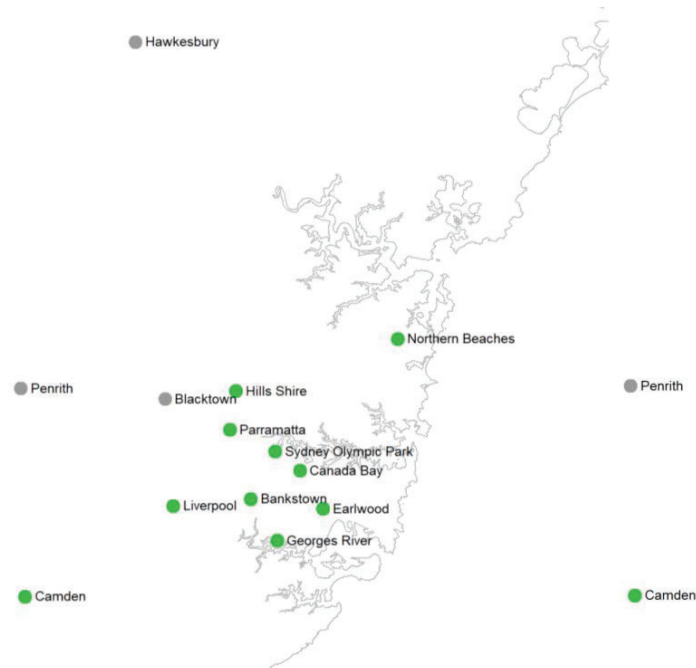 Hawkesbury
Northern Beaches
Penrith
Hills Shire
Penrith
Blacktown
Parramatta
Sydney Olympic Park
Canada Bay
Bankstown
Liverpool
Earlwood
Georges River
Camden
Camden